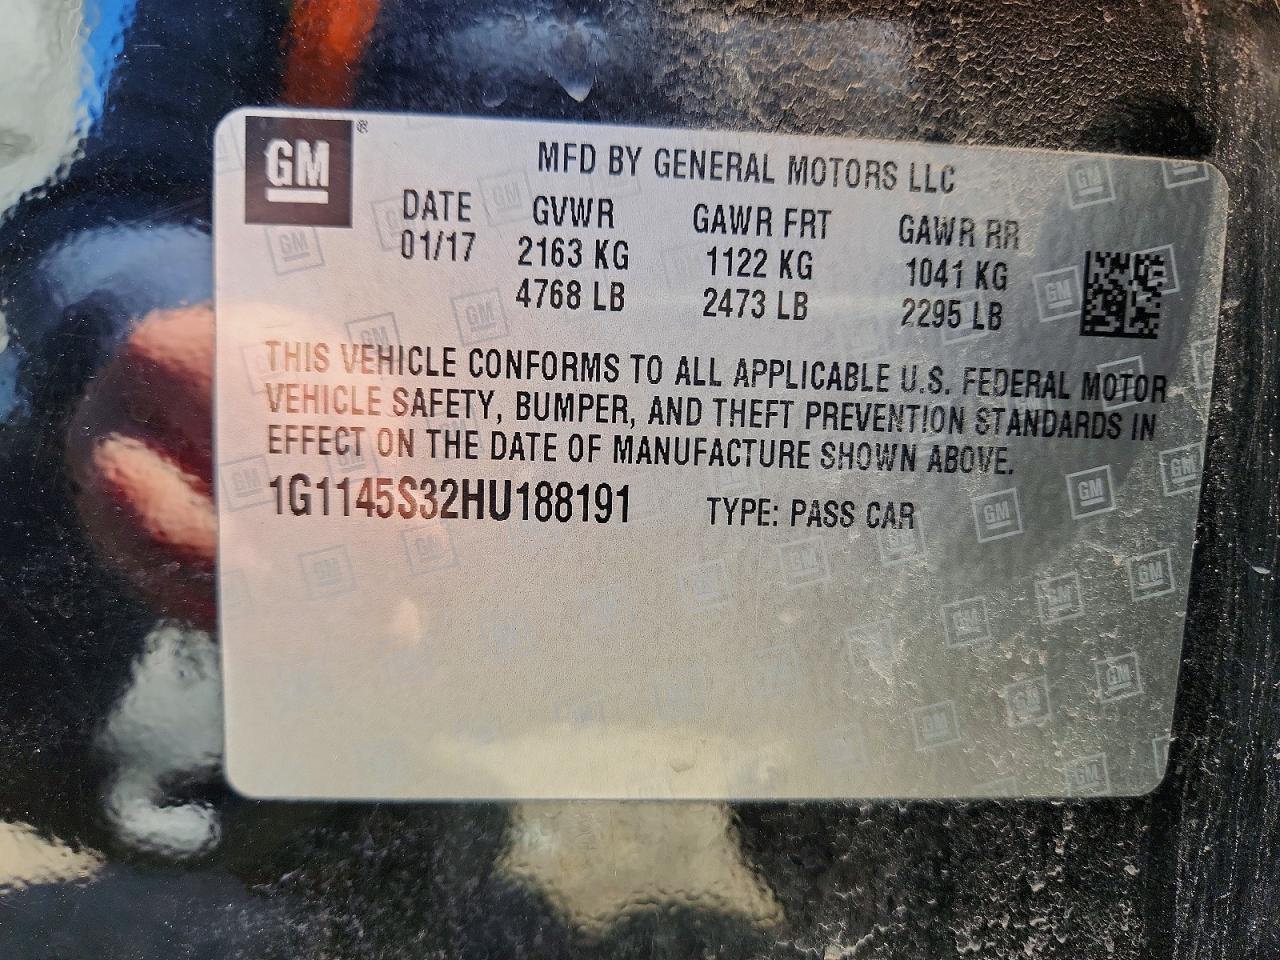 GM ®
MFD BY GENERAL MOTORS LLC
DATE GVWR GAWR FRT GAWR RR
01/17 2163 KG 1122 KG 1041 KG
4768 LB 2473 LB 2295 LB
THIS VEHICLE CONFORMS TO ALL APPLICABLE U.S. FEDERAL MOTOR
VEHICLE SAFETY, BUMPER, AND THEFT PREVENTION STANDARDS IN
EFFECT ON THE DATE OF MANUFACTURE SHOWN ABOVE.
1G1145S32HU188191 TYPE: PASS CAR